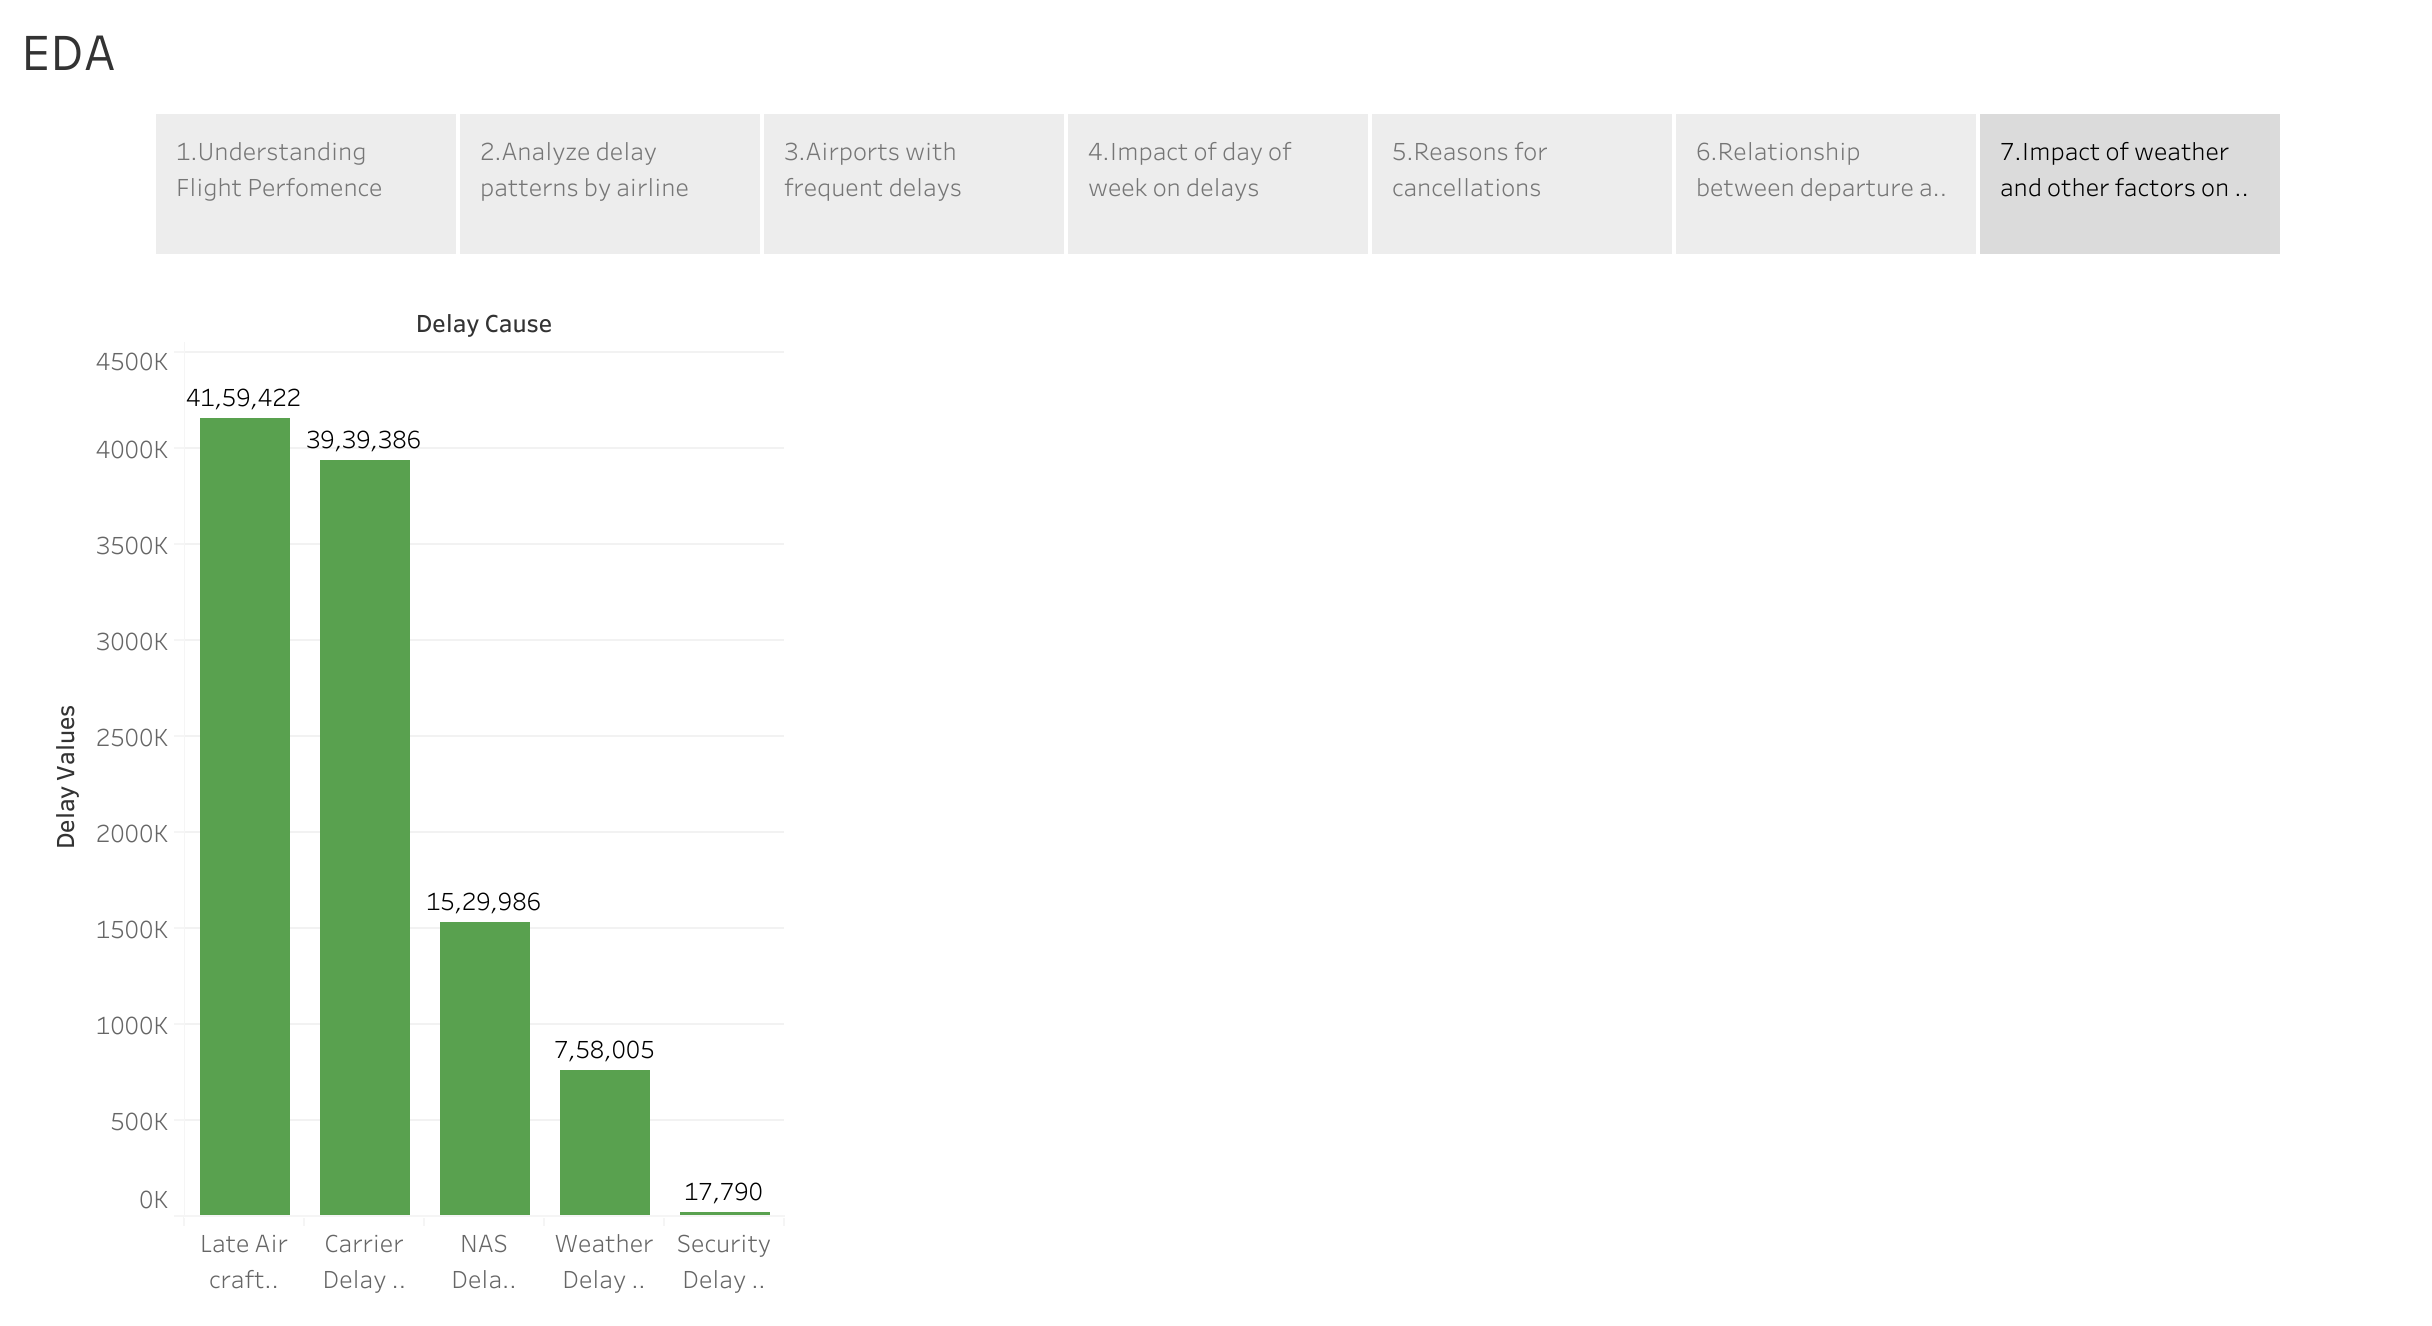 EDA
1.Understanding
Flight Perfomence
2.Analyze delay
patterns by airline
3.Airports with
frequent delays
4.Impact of day of
week on delays
5.Reasons for
cancellations
6.Relationship
between departure a..
7.Impact of weather
and other factors on ..
Delay Cause
Delay Values
4500K
4000K
3500K
3000K
2500K
2000K
1500K
1000K
500K
0K
41,59,422
39,39,386
15,29,986
7,58,005
17,790
Late Air
craft..
Carrier
Delay ..
NAS
Dela..
Weather
Delay ..
Security
Delay ..